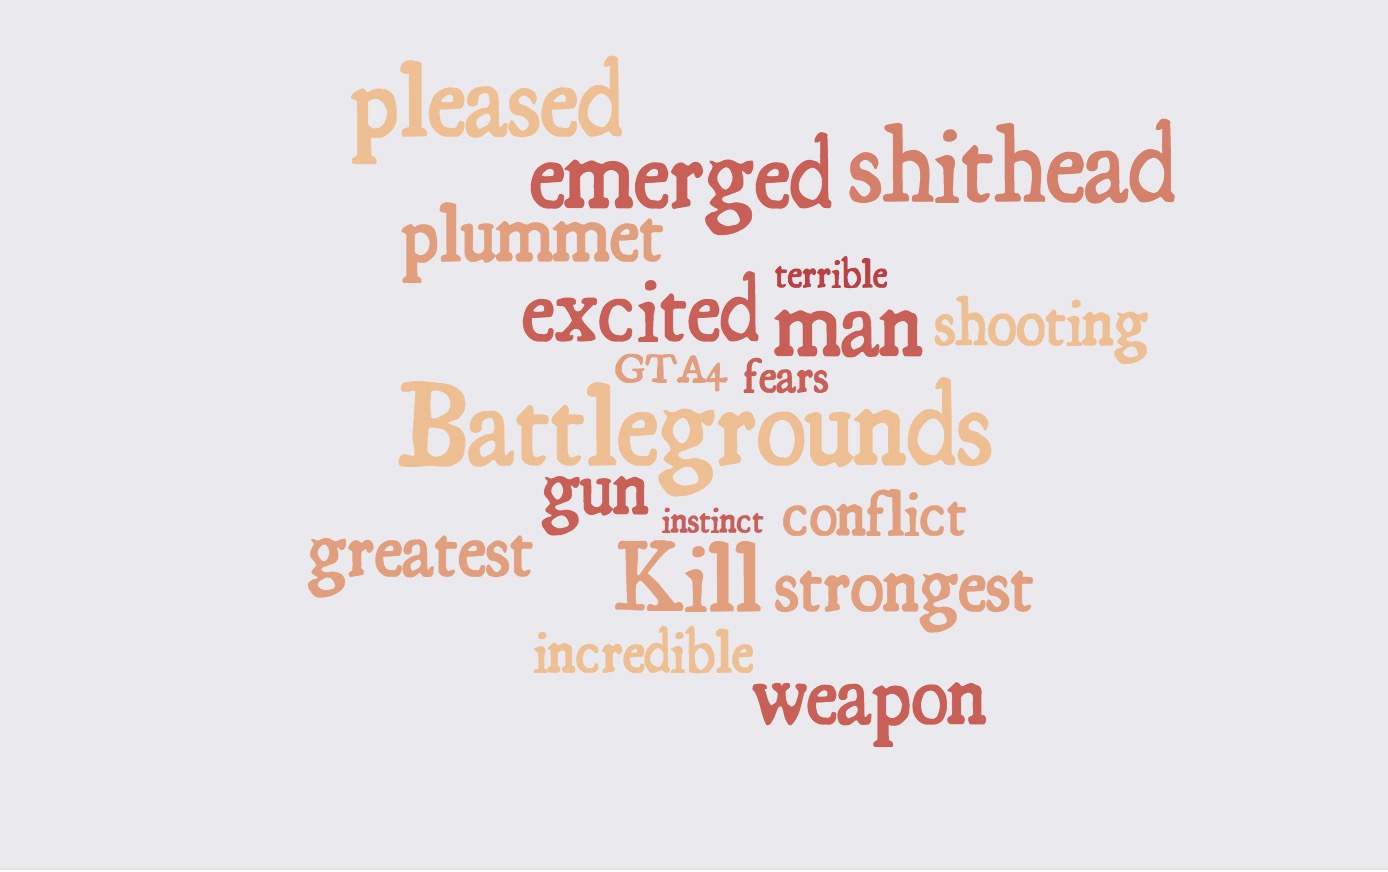 pleased
emerged shithead
plummet
terrible
excited man shooting
GTA4 fears
Battlegrounds
gun instinct conflict
greatest Kill strongest
incredible
weapon